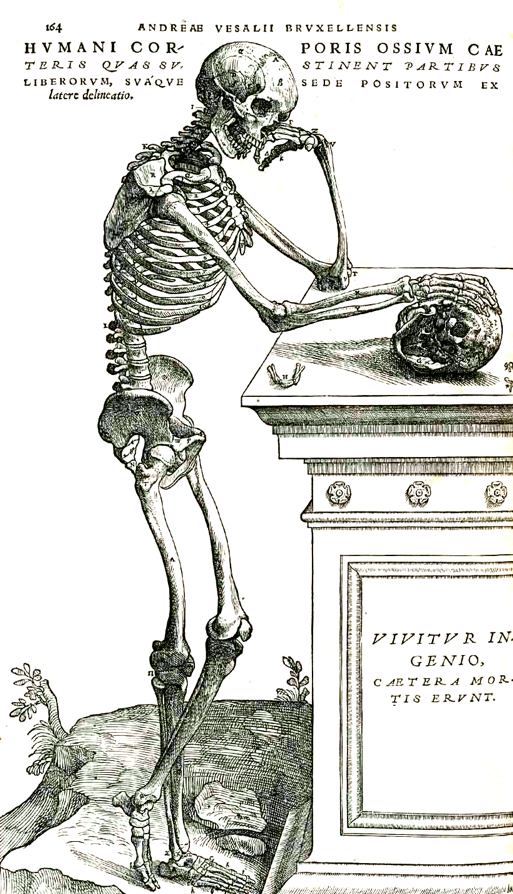 164 ANDREAE VESALII BRVXELLENSIS
HVMANI COR- PORIS OSSIVM CAE
TERIS QVAS SV- STINENT PARTIBVS
LIBERORVM, SVAQVE SEDE POSITORVM EX
latere delineatio.
VIVITVR IN-
GENIO,
CAETERA MOR-
TIS ERVNT.